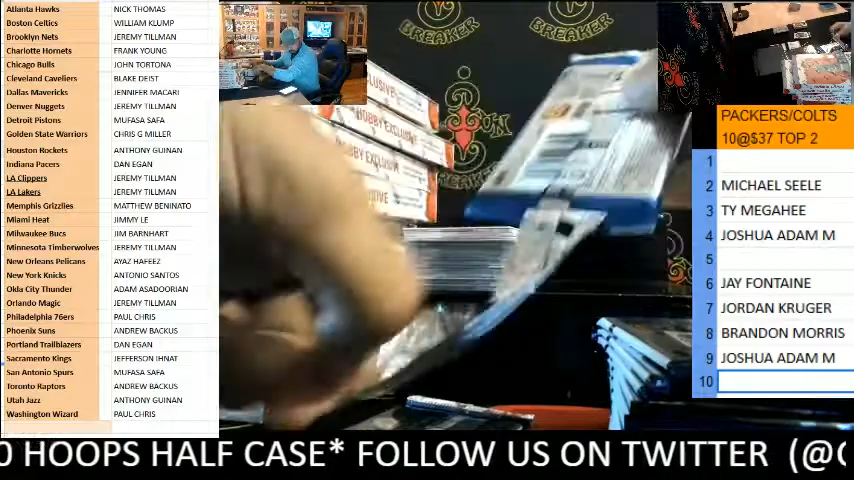 Atlanta Hawks NICK THOMAS
Boston Celtics WILLIAM KLUMP
Brooklyn Nets JEREMY TILLMAN
Charlotte Hornets FRANK YOUNG
Chicago Bulls JOHN TORTONA
Cleveland Cavaliers BLAKE DEIST
Dallas Mavericks JENNIFER MACARI
Denver Nuggets JEREMY TILLMAN
Detroit Pistons MUFASA SAFA
Golden State Warriors CHRIS G MILLER
Houston Rockets ANTHONY GUINAN
Indiana Pacers DAN EGAN
LA Clippers JEREMY TILLMAN
LA Lakers JEREMY TILLMAN
Memphis Grizzlies MATTHEW BENINATO
Miami Heat JIMMY LE
Milwaukee Bucs JIM BARNHART
Minnesota Timberwolves JEREMY TILLMAN
New Orleans Pelicans AYAZ HAFEEZ
New York Knicks ANTONIO SANTOS
Okla City Thunder ADAM ASADOORIAN
Orlando Magic JEREMY TILLMAN
Philadelphia 76ers PAUL CHRIS
Phoenix Suns ANDREW BACKUS
Portland Trailblazers DAN EGAN
Sacramento Kings JEFFERSON IHNAT
San Antonio Spurs MUFASA SAFA
Toronto Raptors ANDREW BACKUS
Utah Jazz ANTHONY GUINAN
Washington Wizard PAUL CHRIS
BREAKER
BREAKER
HOBBY EXCLUSIVE
HOBBY EXCLUSIVE
BREAKER
PACKERS/COLTS
10@$37 TOP 2
1
2 MICHAEL SEELE
3 TY MEGAHEE
4 JOSHUA ADAM M
5
6 JAY FONTAINE
7 JORDAN KRUGER
8 BRANDON MORRIS
9 JOSHUA ADAM M
10
0 HOOPS HALF CASE* FOLLOW US ON TWITTER (@